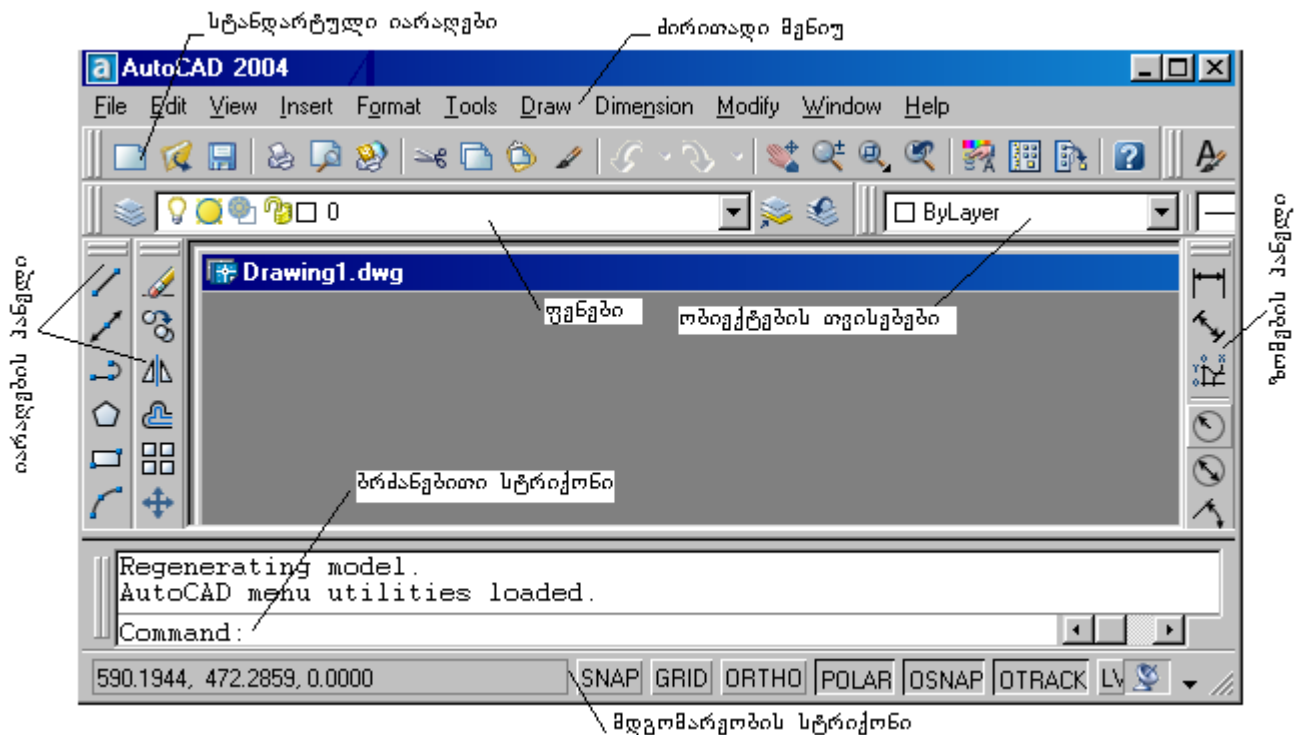 სტანდარტული იარაღები
ძირითადი მენიუ
AutoCAD 2004
File Edit View Insert Format Tools Draw Dimension Modify Window Help
0
ByLayer
Drawing1.dwg
ფენები
ობიექტების თვისებები
იარაღების პანელი
ზომების პანელი
ბრძანებითი სტრიქონი
Regenerating model.
AutoCAD menu utilities loaded.
Command:
590.1944, 472.2859, 0.0000 SNAP GRID ORTHO POLAR OSNAP OTRACK
მდგომარეობის სტრიქონი